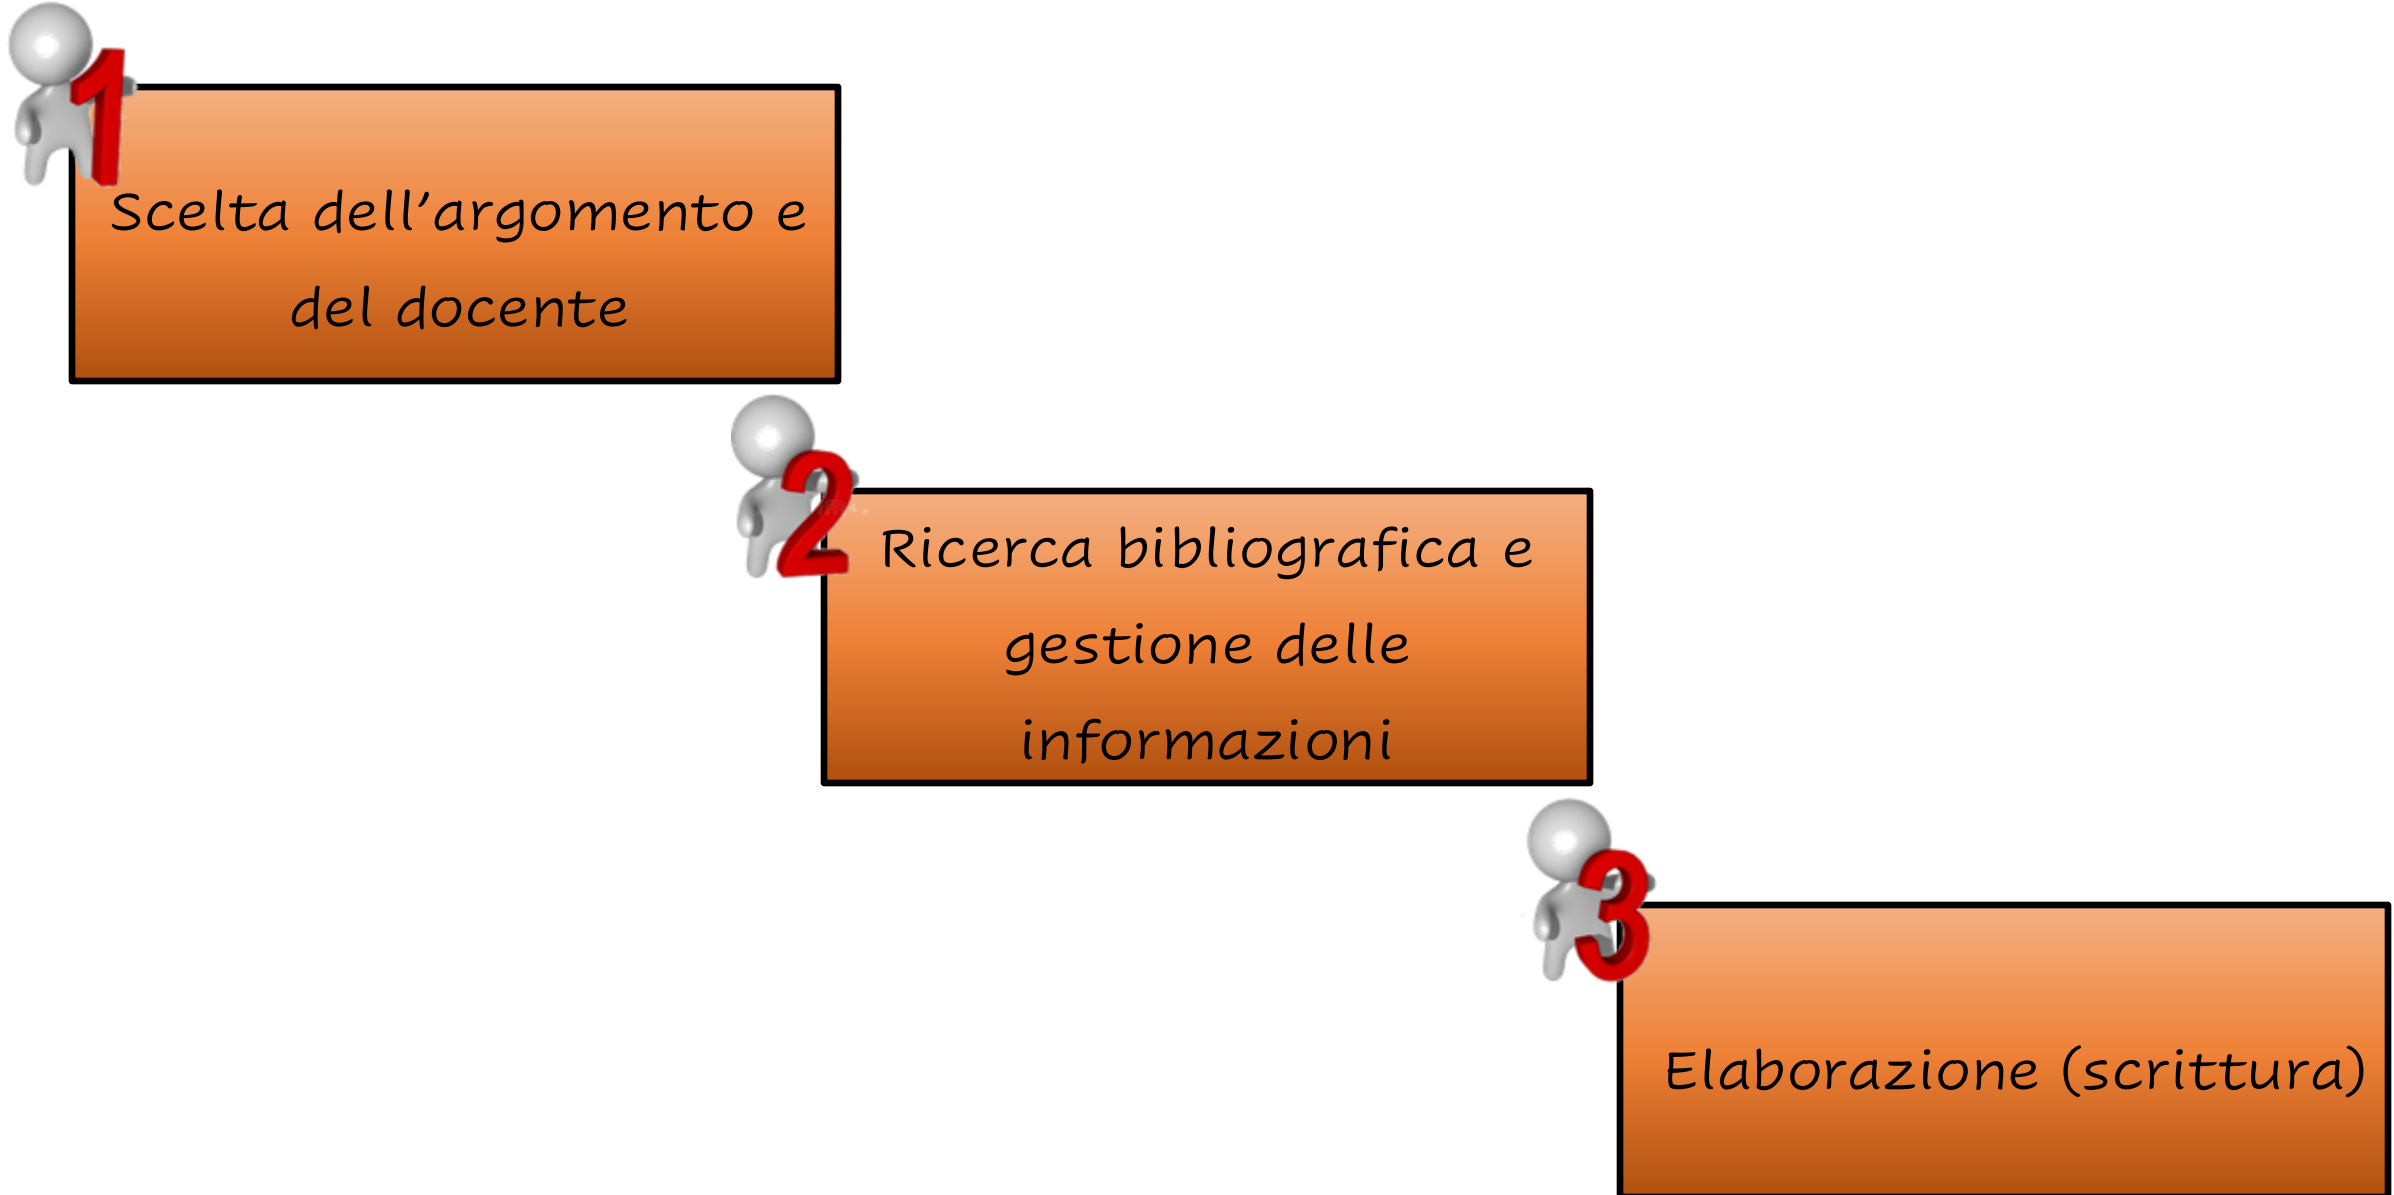 1
Scelta dell’argomento e
del docente
2
Ricerca bibliografica e
gestione delle
informazioni
3
Elaborazione (scrittura)